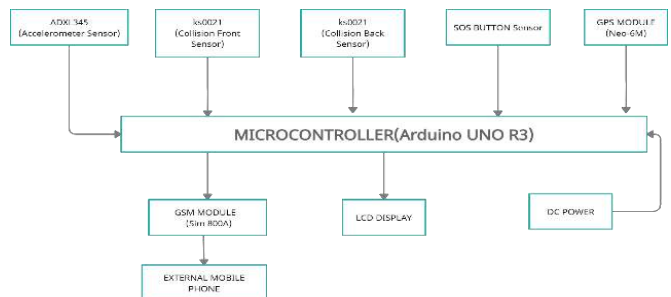 ADXL345
(Accelerometer Sensor)
ks0021
(Collision Front
Sensor)
ks0021
(Collision Back
Sensor)
SOS BUTTON Sensor
GPS MODULE
(Neo-6M)
MICROCONTROLLER(Arduino UNO R3)
GSM MODULE
(Sim 800A)
LCD DISPLAY
DC POWER
EXTERNAL MOBILE
PHONE